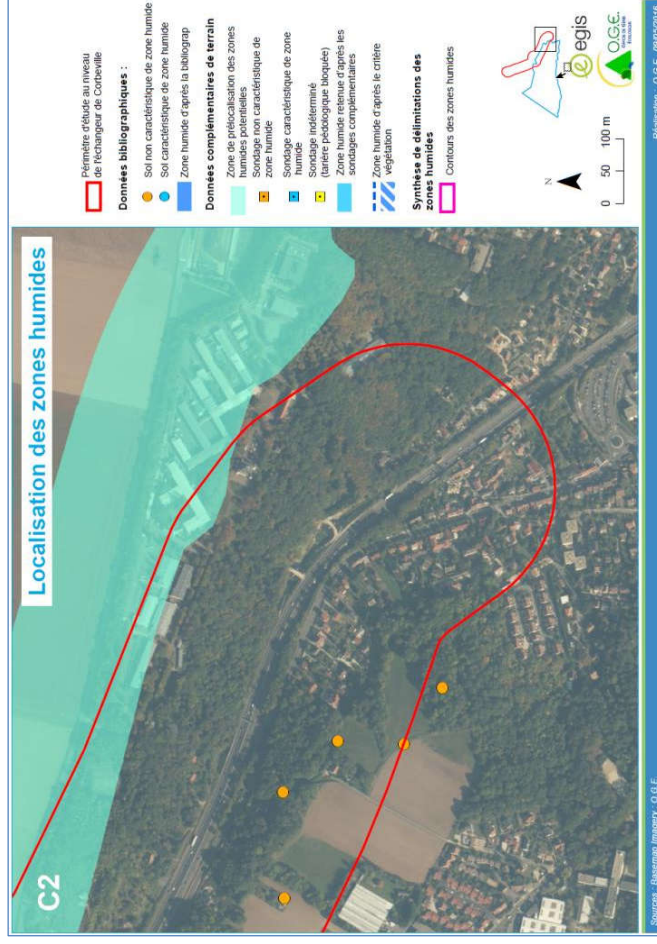 C2
Localisation des zones humides
Périmètre d'étude au niveau
de l'échangeur de Corbeville
Données bibliographiques :
Sol non caractéristique de zone humide
Sol caractéristique de zone humide
Zone humide d'après la bibliograp
Données complémentaires de terrain
Zone de prélocalisation des zones
humides potentielles
Sondage non caractéristique de
zone humide
Sondage caractéristique de zone
humide
Sondage indéterminé
(tarière pédologique bloquée)
Zone humide retenue d'après les
sondages complémentaires
Zone humide d'après le critère
végétation
Synthèse de délimitations des
zones humides
Contours des zones humides
N
0 50 100 m
egis
O.G.E.
Sources : Basemap Imagery ; O.G.E
Réalisation : O.G.E., 09/05/2016